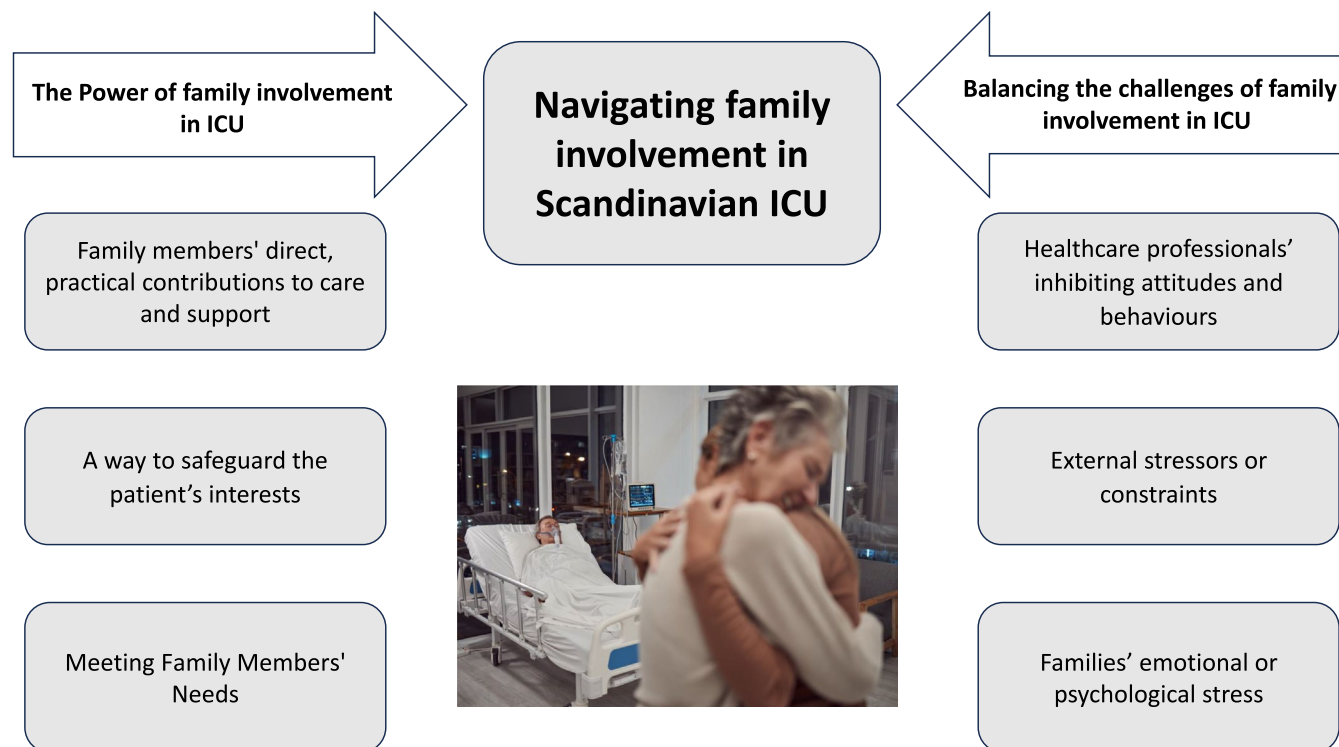 The Power of family involvement
in ICU
Navigating family
involvement in
Scandinavian ICU
Balancing the challenges of family
involvement in ICU
Family members' direct,
practical contributions to care
and support
Healthcare professionals’
inhibiting attitudes and
behaviours
A way to safeguard the
patient’s interests
External stressors or
constraints
Meeting Family Members'
Needs
Families’ emotional or
psychological stress